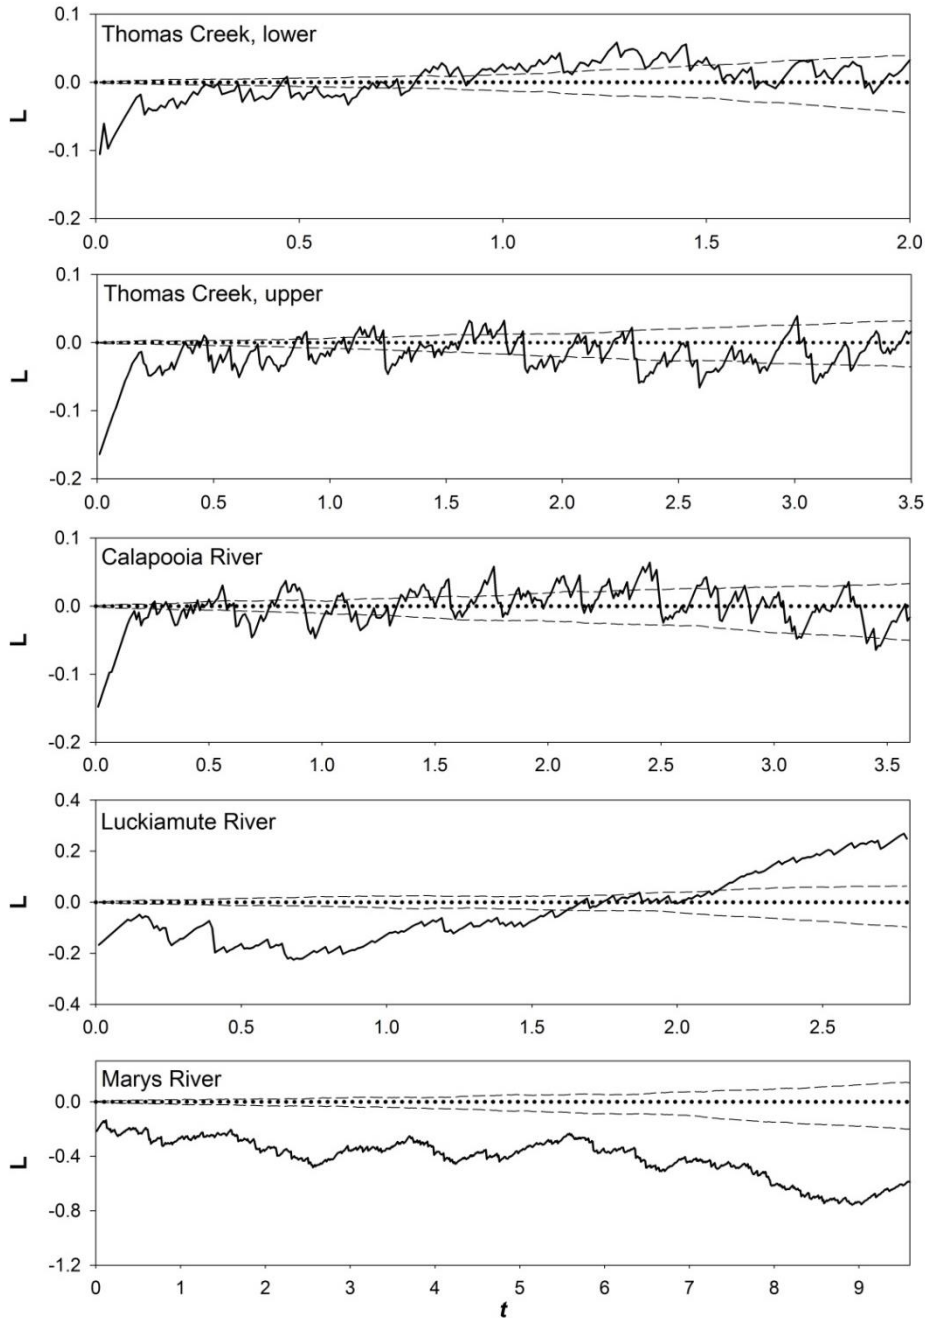 Thomas Creek, lower
0.1
0.0
-0.1
-0.2
L
0.0 0.5 1.0 1.5 2.0
Thomas Creek, upper
0.1
0.0
-0.1
-0.2
L
0.0 0.5 1.0 1.5 2.0 2.5 3.0 3.5
Calapooia River
0.1
0.0
-0.1
-0.2
L
0.0 0.5 1.0 1.5 2.0 2.5 3.0 3.5
Luckiamute River
0.4
0.2
0.0
-0.2
-0.4
L
0.0 0.5 1.0 1.5 2.0 2.5
Marys River
0.0
-0.4
-0.8
-1.2
L
0 1 2 3 4 5 6 7 8 9
t